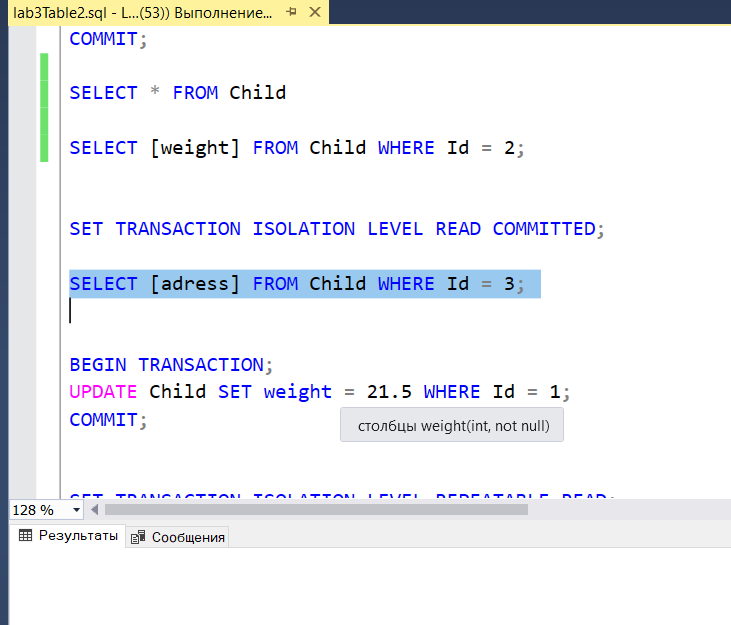 lab3Table2.sql - L...(53)) Выполнение...
COMMIT;
SELECT * FROM Child
SELECT [weight] FROM Child WHERE Id = 2;
SET TRANSACTION ISOLATION LEVEL READ COMMITTED;
SELECT [adress] FROM Child WHERE Id = 3;
BEGIN TRANSACTION;
UPDATE Child SET weight = 21.5 WHERE Id = 1;
COMMIT;
столбцы weight(int, not null)
SET TRANSACTION ISOLATION LEVEL REPEATABLE READ;
128 %
Результаты
Сообщения